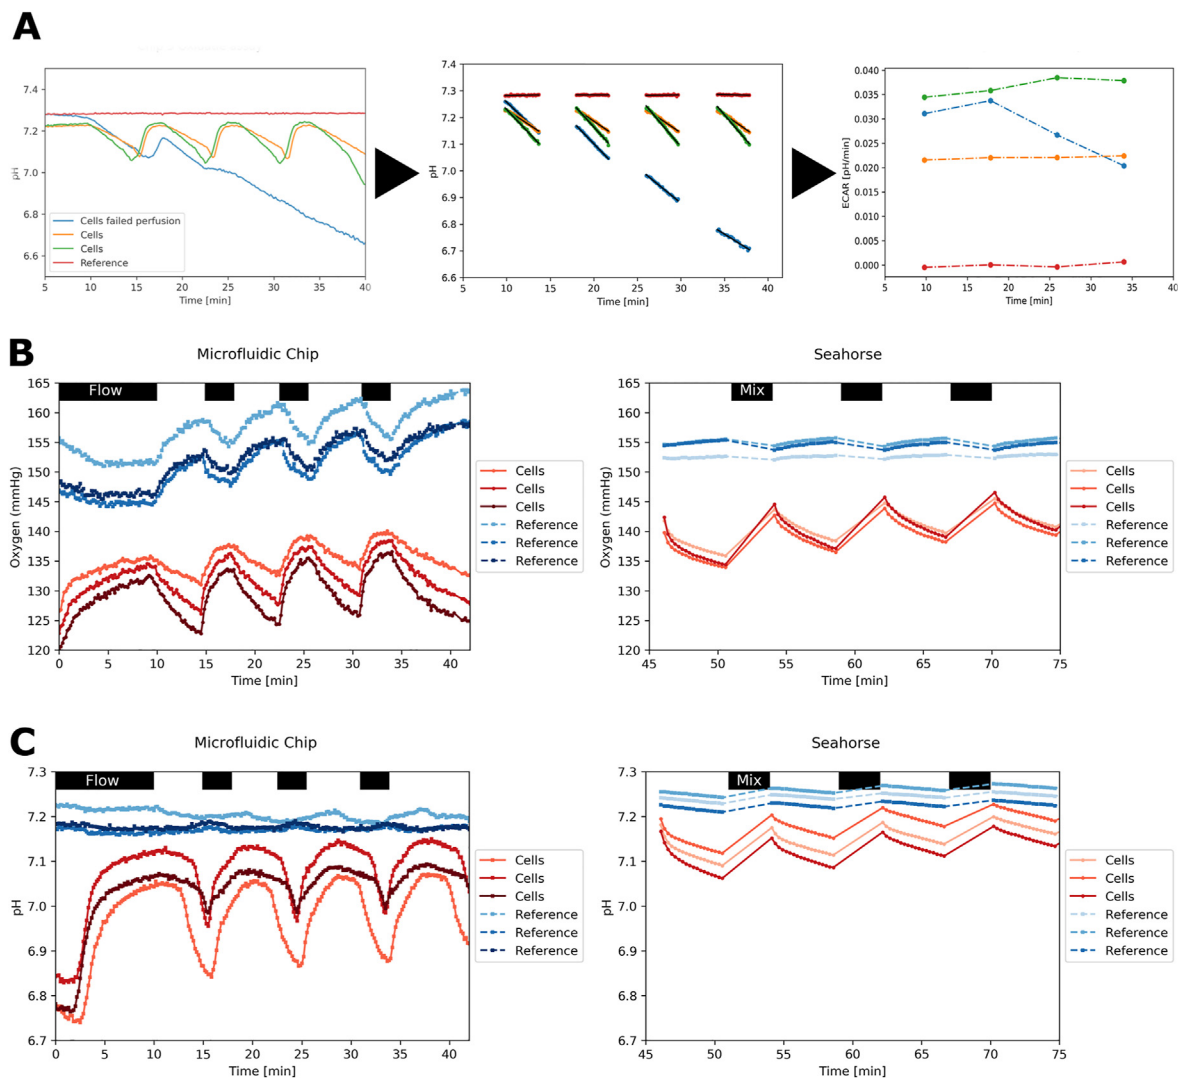 A
7.4
7.2
7.0
6.8
6.6
pH
Cells failed perfusion
Cells
Cells
Reference
5 10 15 20 25 30 35 40
Time [min]
7.4
7.3
7.2
7.1
7.0
6.9
6.8
6.7
6.6
pH
5 10 15 20 25 30 35 40
Time [min]
0.040
0.035
0.030
0.025
0.020
0.015
0.010
0.005
0.000
ECAR [pH/min]
5 10 15 20 25 30 35 40
Time [min]
B
Microfluidic Chip
Flow
165
160
155
150
145
140
135
130
125
120
Oxygen (mmHg)
0 5 10 15 20 25 30 35 40
Time [min]
Cells
Cells
Cells
Reference
Reference
Reference
Seahorse
Mix
165
160
155
150
145
140
135
130
125
120
Oxygen (mmHg)
45 50 55 60 65 70 75
Time [min]
Cells
Cells
Cells
Reference
Reference
Reference
C
Microfluidic Chip
Flow
7.3
7.2
7.1
7.0
6.9
6.8
6.7
pH
0 5 10 15 20 25 30 35 40
Time [min]
Cells
Cells
Cells
Reference
Reference
Reference
Seahorse
Mix
7.3
7.2
7.1
7.0
6.9
6.8
6.7
pH
45 50 55 60 65 70 75
Time [min]
Cells
Cells
Cells
Reference
Reference
Reference